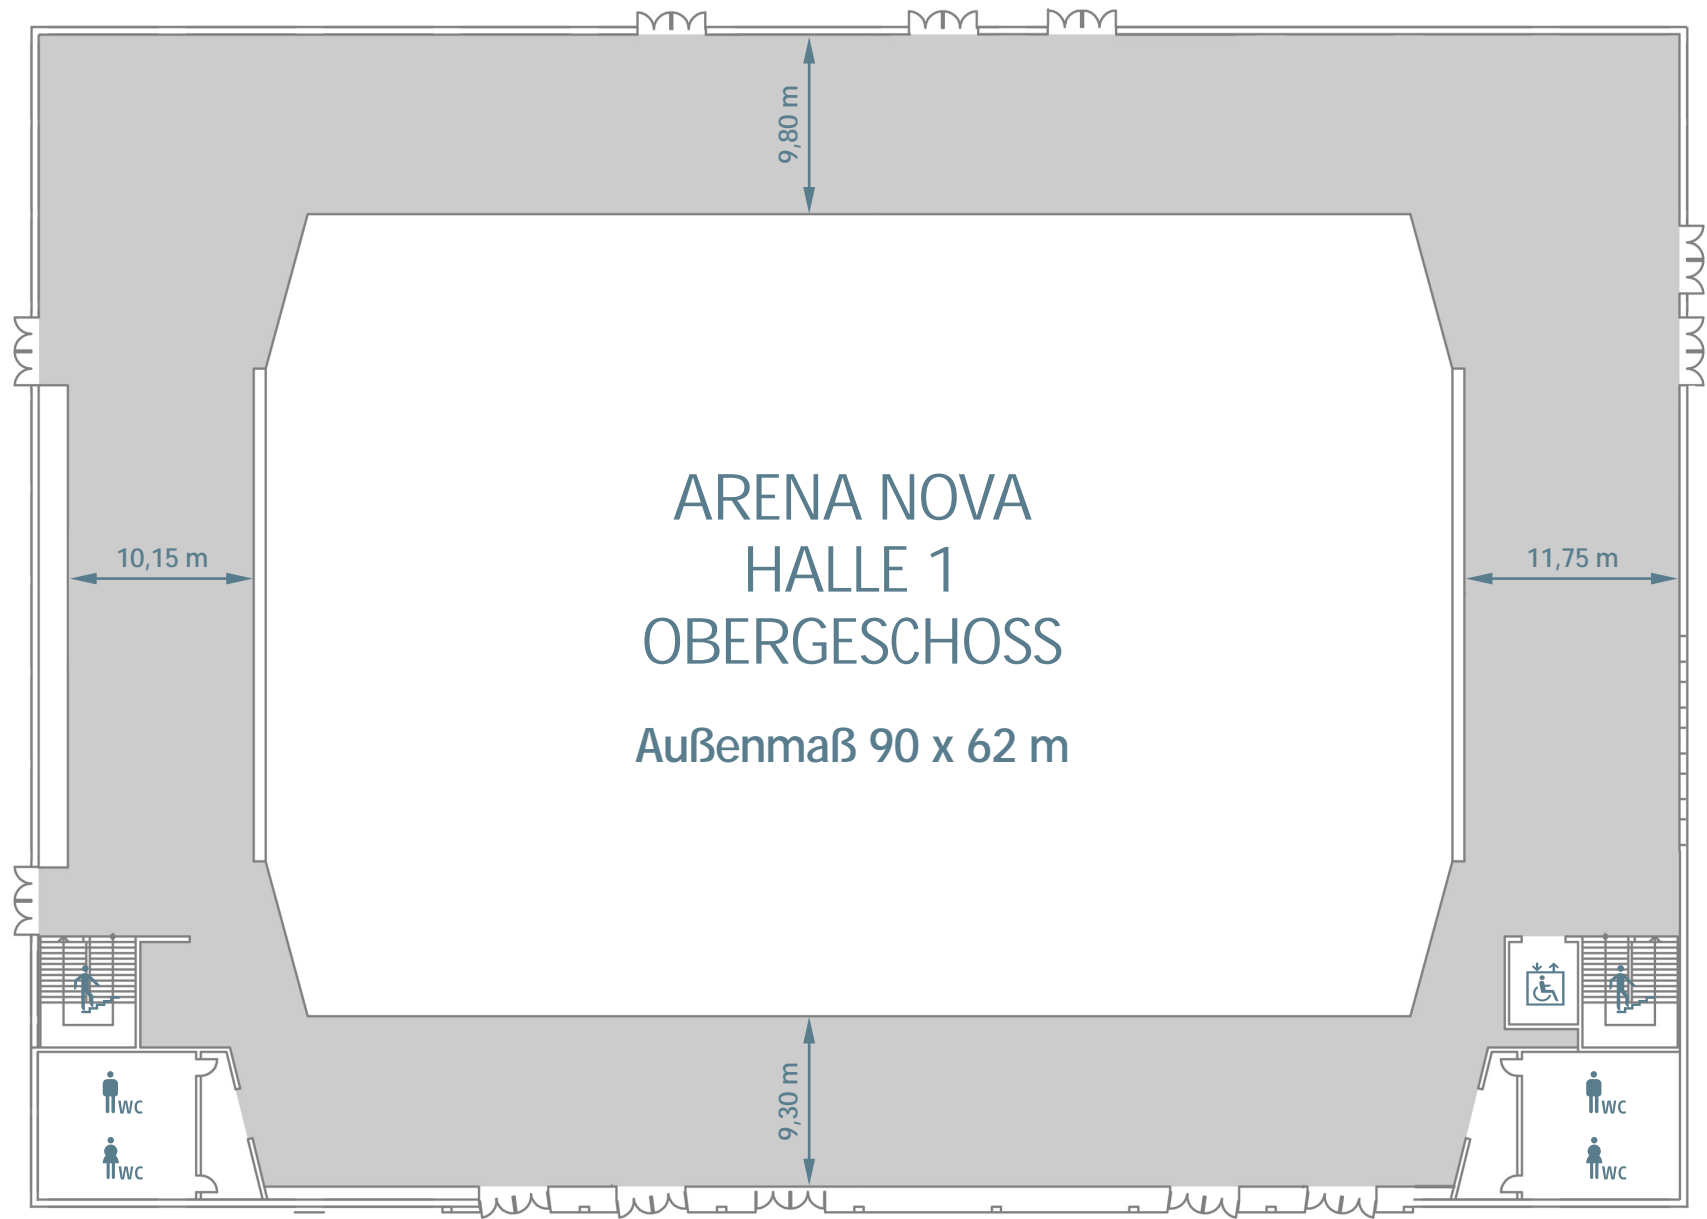 9,80 m
ARENA NOVA
HALLE 1
OBERGESCHOSS
Außenmaß 90 x 62 m
10,15 m
11,75 m
9,30 m
WC
WC
WC
WC